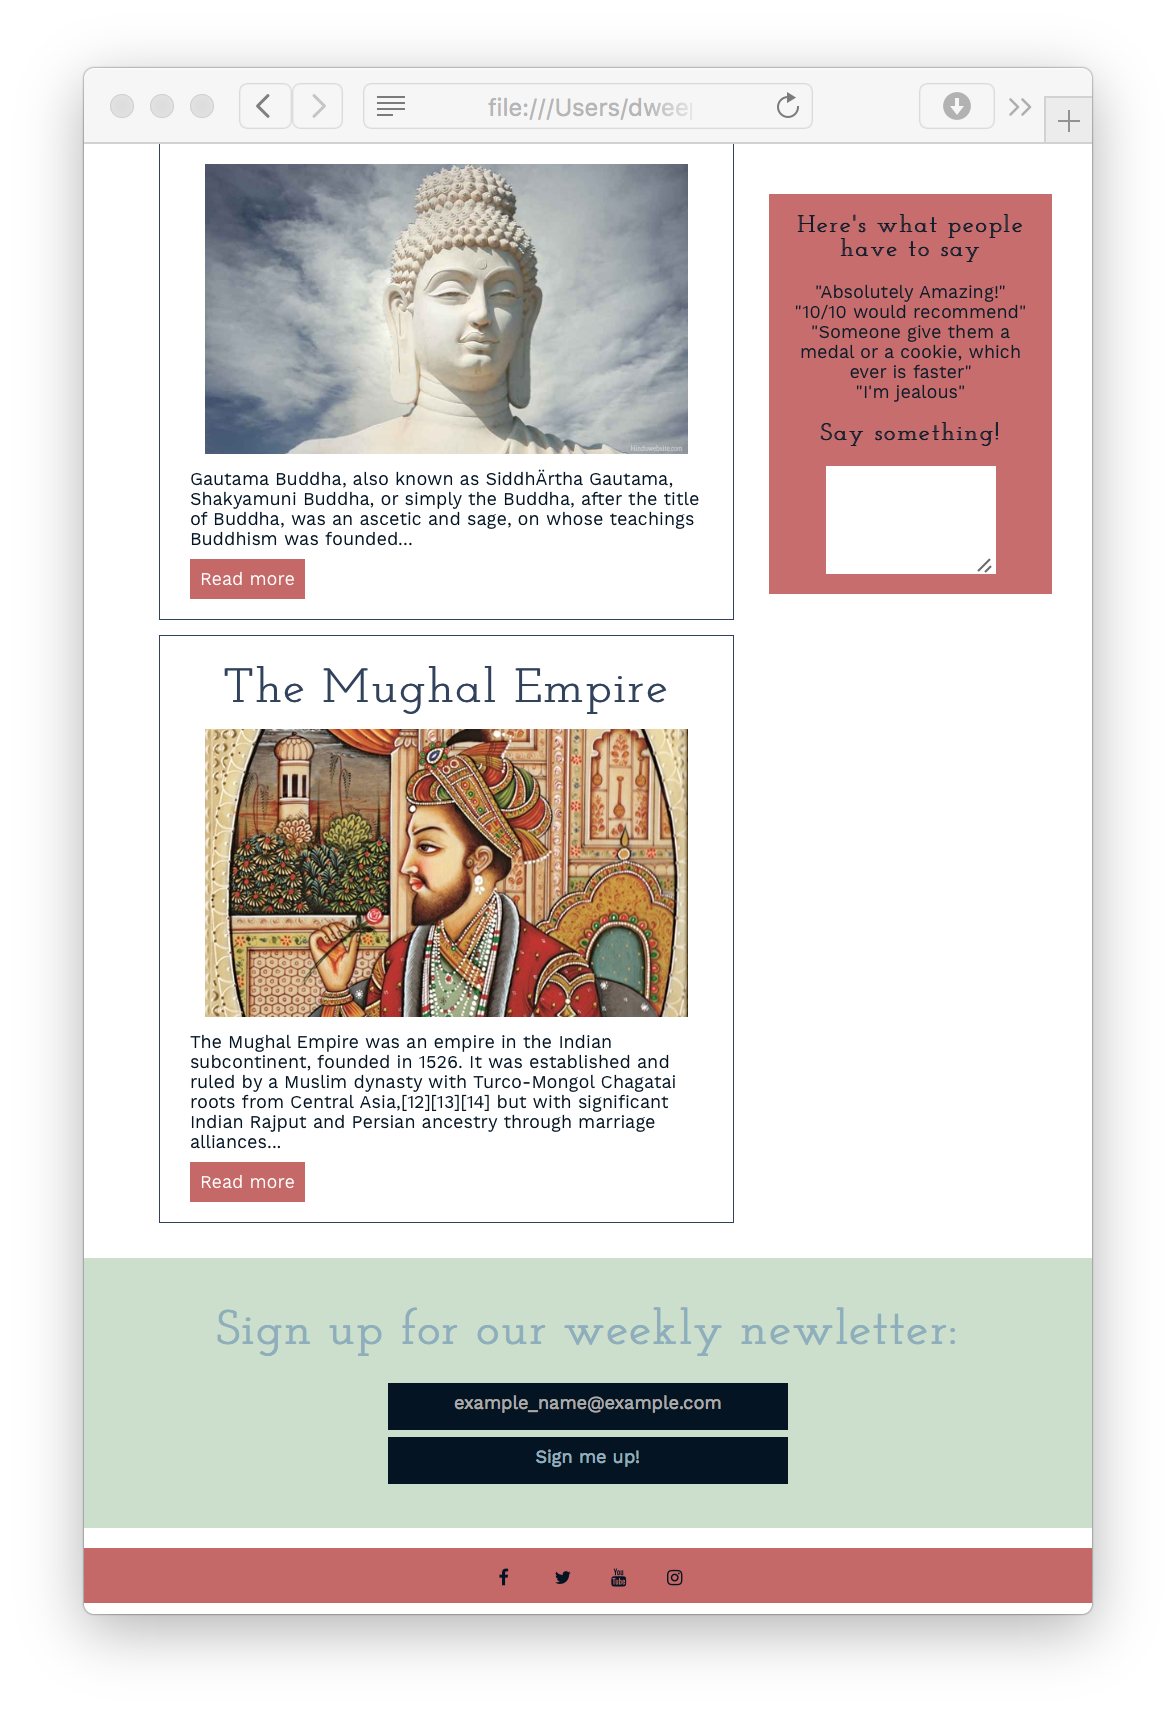 file:///Users/dweep
hinduwebsite.com
Gautama Buddha, also known as SiddhÄrtha Gautama,
Shakyamuni Buddha, or simply the Buddha, after the title
of Buddha, was an ascetic and sage, on whose teachings
Buddhism was founded...
Read more
The Mughal Empire
The Mughal Empire was an empire in the Indian
subcontinent, founded in 1526. It was established and
ruled by a Muslim dynasty with Turco-Mongol Chagatai
roots from Central Asia,[12][13][14] but with significant
Indian Rajput and Persian ancestry through marriage
alliances...
Read more
Here's what people
have to say
"Absolutely Amazing!"
"10/10 would recommend"
"Someone give them a
medal or a cookie, which
ever is faster"
"I'm jealous"
Say something!
Sign up for our weekly newletter:
example_name@example.com
Sign me up!
You
Tube